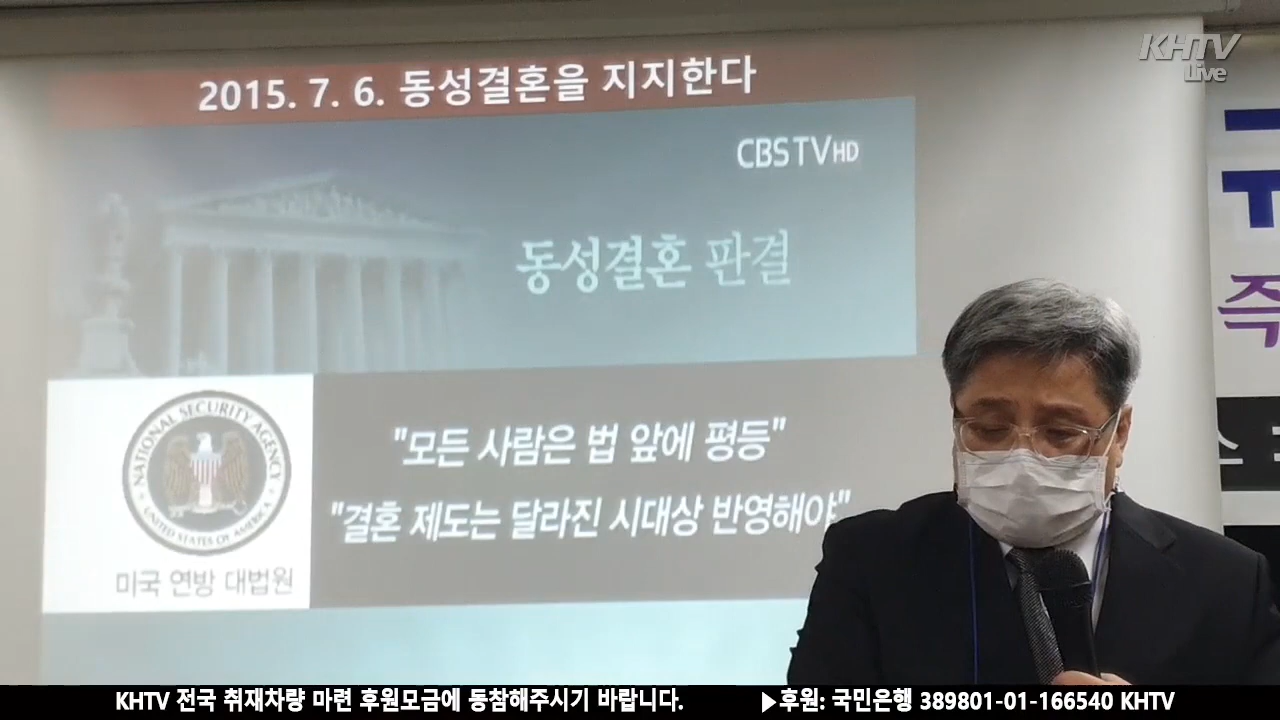 KHTV
Live
2015. 7. 6. 동성결혼을 지지한다
CBSTVHD
동성결혼 판결
NATIONAL SECURITY AGENCY
UNITED STATES OF AMERICA
미국 연방 대법원
"모든 사람은 법 앞에 평등"
"결혼 제도는 달라진 시대상 반영해야"
즉
스
KHTV 전국 취재차량 마련 후원모금에 동참해주시기 바랍니다.
▶후원: 국민은행 389801-01-166540 KHTV